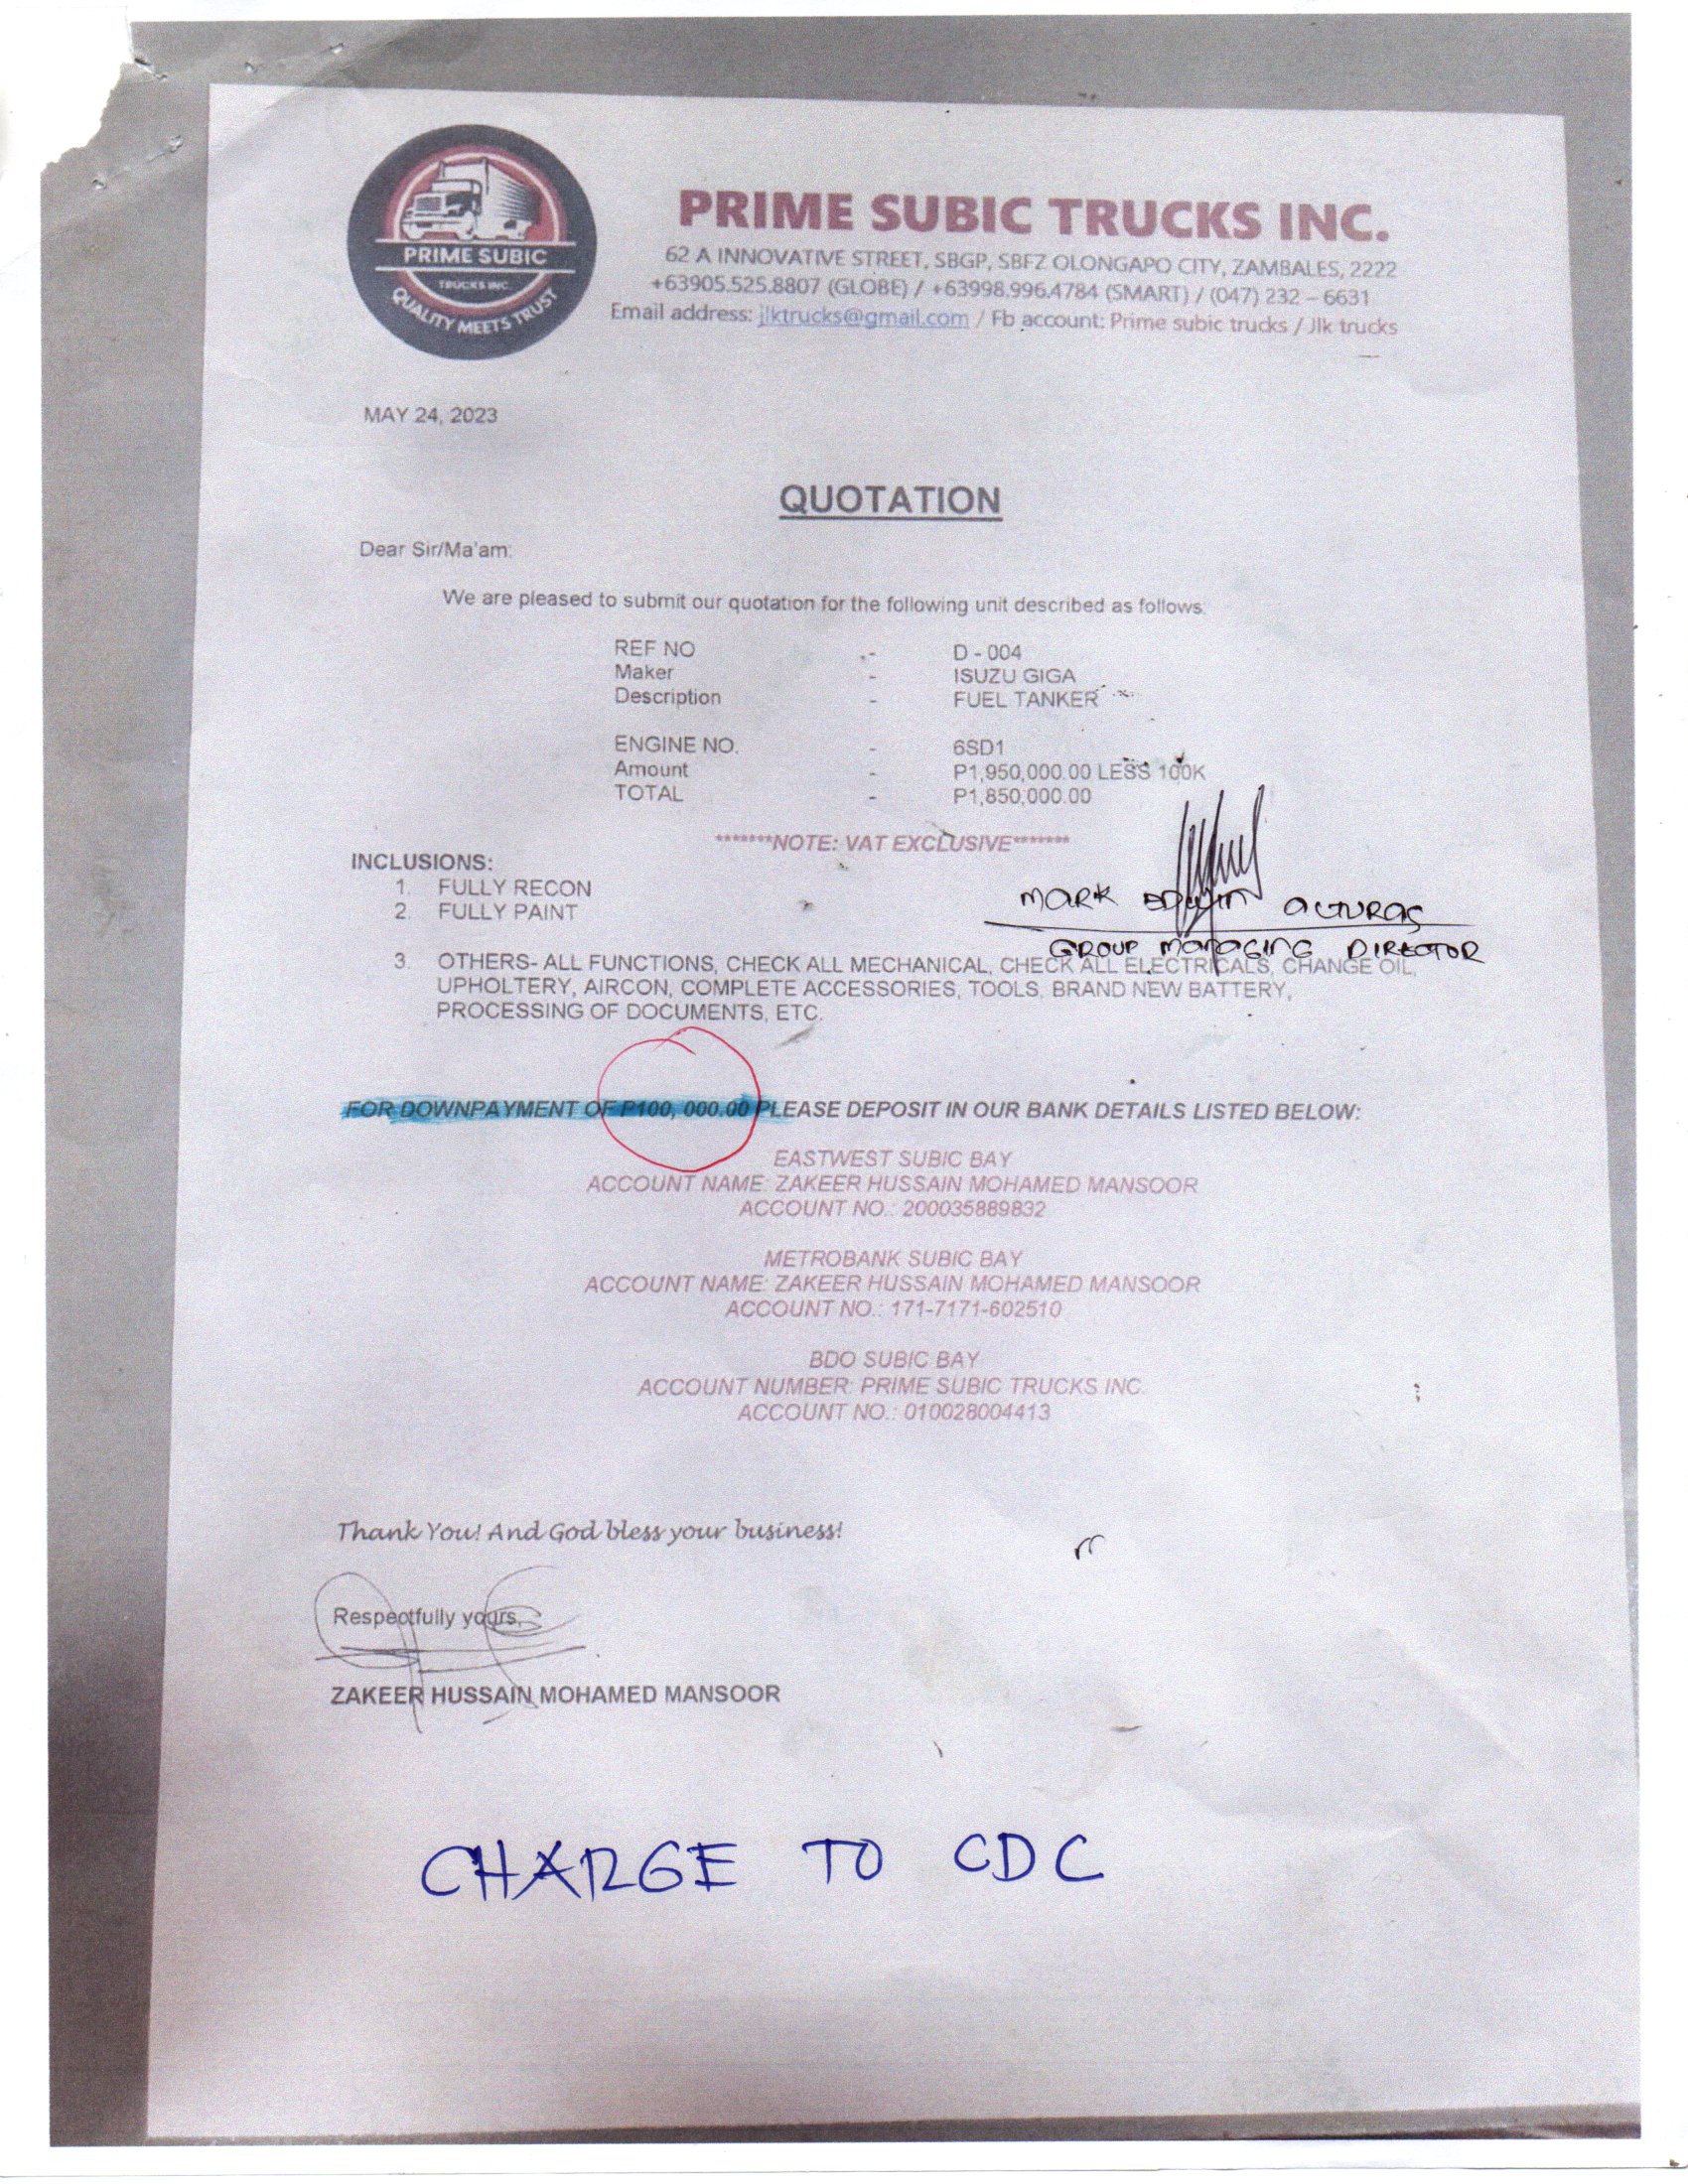 PRIME SUBIC
TRUCKS INC.
QUALITY MEETS TRUST
PRIME SUBIC TRUCKS INC.
62 A INNOVATIVE STREET, SBGP, SBFZ OLONGAPO CITY, ZAMBALES, 2222
+63905.525.8807 (GLOBE) / +63998.996.4784 (SMART) / (047) 232 – 6631
Email address: jlktrucks@gmail.com / Fb account: Prime subic trucks / Jlk trucks
MAY 24, 2023
QUOTATION
Dear Sir/Ma'am:
We are pleased to submit our quotation for the following unit described as follows:
REF NO - D - 004
Maker - ISUZU GIGA
Description - FUEL TANKER
ENGINE NO. - 6SD1
Amount - P1,950,000.00 LESS 100K
TOTAL - P1,850,000.00
*******NOTE: VAT EXCLUSIVE*******
INCLUSIONS:
1. FULLY RECON
2. FULLY PAINT
MARK EDWIN
GROUP MANAGING DIRECTOR
3. OTHERS- ALL FUNCTIONS, CHECK ALL MECHANICAL, CHECK ALL ELECTRICALS, CHANGE OIL,
UPHOLTERY, AIRCON, COMPLETE ACCESSORIES, TOOLS, BRAND NEW BATTERY,
PROCESSING OF DOCUMENTS, ETC.
FOR DOWNPAYMENT OF P100, 000.00 PLEASE DEPOSIT IN OUR BANK DETAILS LISTED BELOW:
EASTWEST SUBIC BAY
ACCOUNT NAME: ZAKEER HUSSAIN MOHAMED MANSOOR
ACCOUNT NO.: 200035889832
METROBANK SUBIC BAY
ACCOUNT NAME: ZAKEER HUSSAIN MOHAMED MANSOOR
ACCOUNT NO.: 171-7171-602510
BDO SUBIC BAY
ACCOUNT NUMBER: PRIME SUBIC TRUCKS INC.
ACCOUNT NO.: 010028004413
Thank You! And God bless your business!
Respectfully yours,
ZAKEER HUSSAIN MOHAMED MANSOOR
CHARGE TO CDC